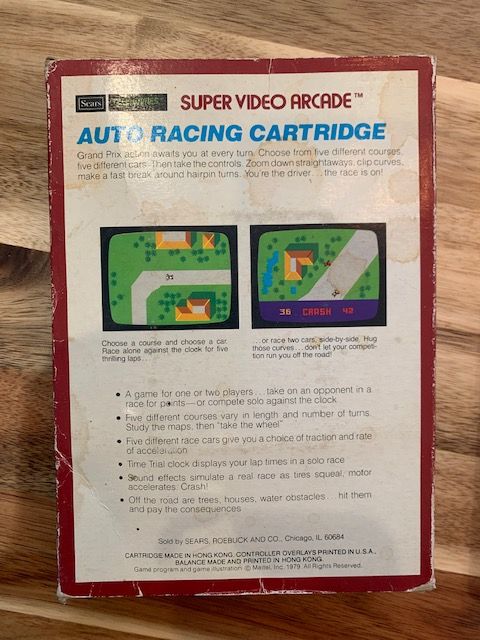 Sears SUPER VIDEO ARCADE™
AUTO RACING CARTRIDGE
Grand Prix action awaits you at every turn. Choose from five different courses,
five different cars. Then take the controls. Zoom down straightaways, clip curves,
make a fast break around hairpin turns. You're the driver... the race is on!
36 CRASH 42
Choose a course and choose a car.
Race alone against the clock for five
thrilling laps...
...or race two cars, side-by-side. Hug
those curves... don't let your competi-
tion run you off the road!
• A game for one or two players... take on an opponent in a
race for points—or compete solo against the clock
• Five different courses vary in length and number of turns.
Study the maps, then "take the wheel"
• Five different race cars give you a choice of traction and rate
of acceleration
• Time Trial clock displays your lap times in a solo race
• Sound effects simulate a real race as tires squeal, motor
accelerates. Crash!
• Off the road are trees, houses, water obstacles... hit them
and pay the consequences
Sold by SEARS, ROEBUCK AND CO., Chicago, IL 60684
CARTRIDGE MADE IN HONG KONG. CONTROLLER OVERLAYS PRINTED IN U.S.A.,
BALANCE MADE AND PRINTED IN HONG KONG
Game program and game illustration © Mattel, Inc. 1979. All Rights Reserved.